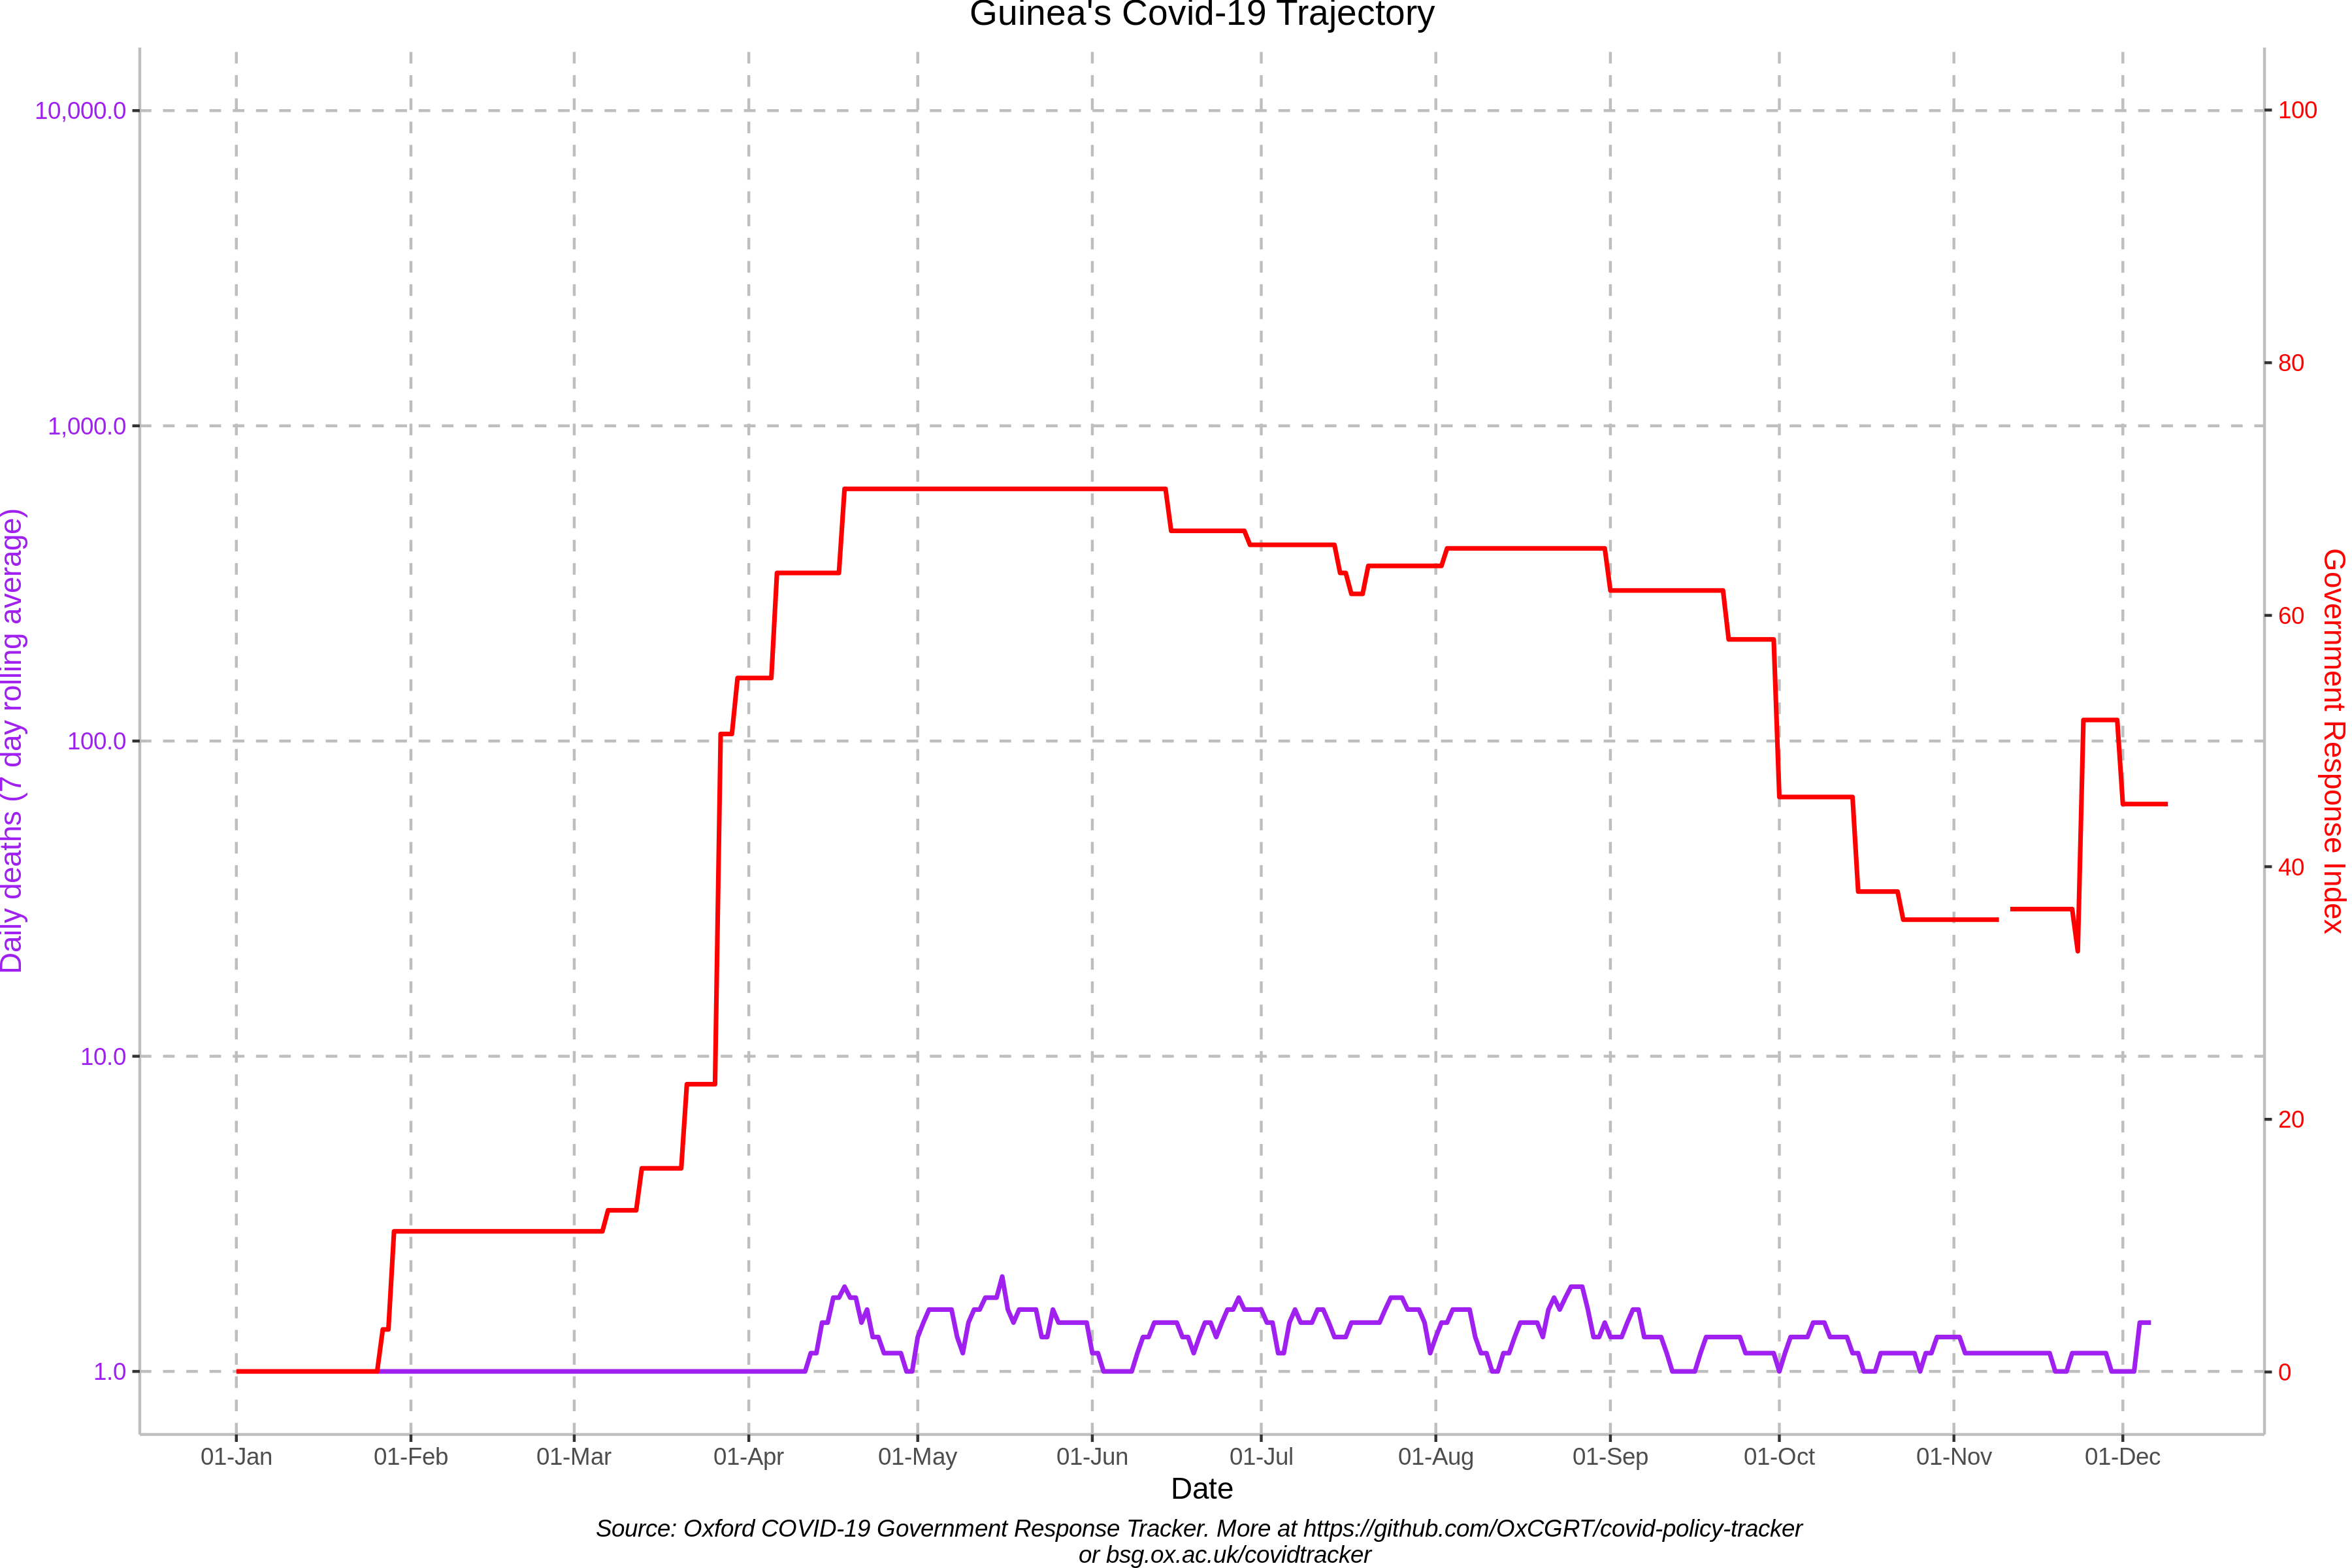 Guinea's Covid-19 Trajectory
10,000.0
1,000.0
100.0
10.0
1.0
Daily deaths (7 day rolling average)
100
80
60
40
20
0
Government Response Index
01-Jan 01-Feb 01-Mar 01-Apr 01-May 01-Jun 01-Jul 01-Aug 01-Sep 01-Oct 01-Nov 01-Dec
Date
Source: Oxford COVID-19 Government Response Tracker. More at https://github.com/OxCGRT/covid-policy-tracker
or bsg.ox.ac.uk/covidtracker